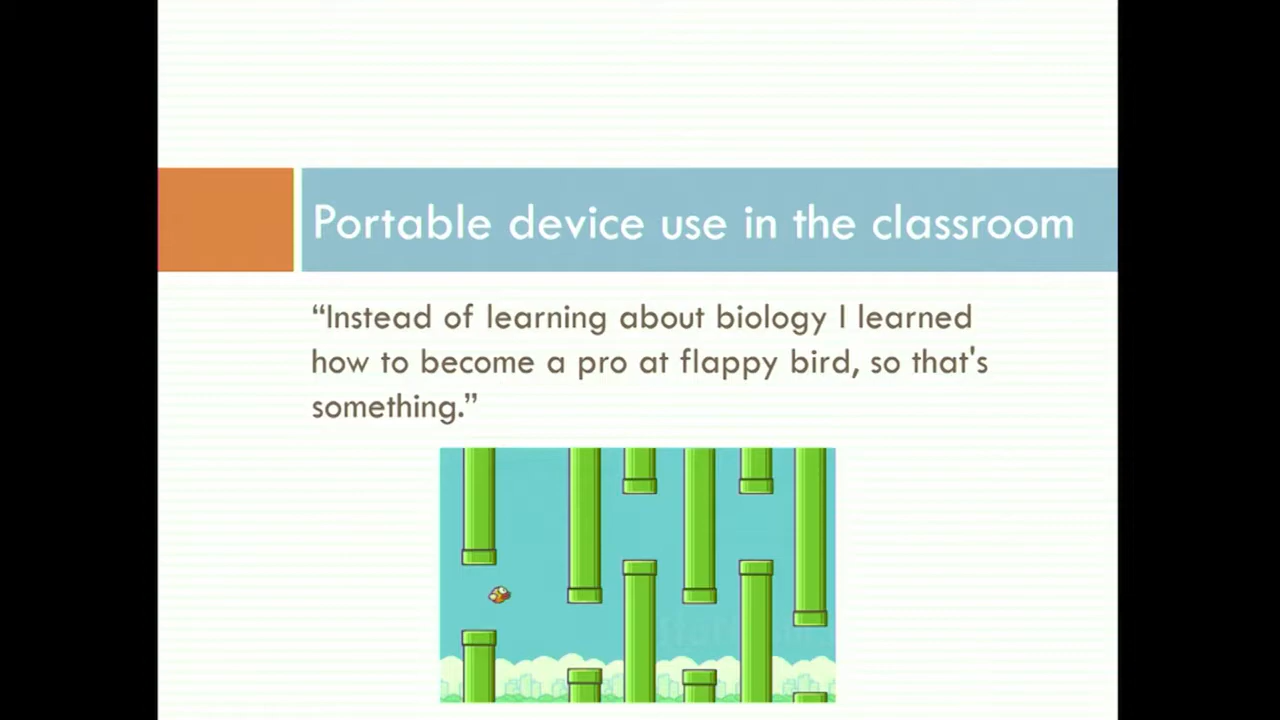 Portable device use in the classroom
“Instead of learning about biology I learned
how to become a pro at flappy bird, so that's
something.”